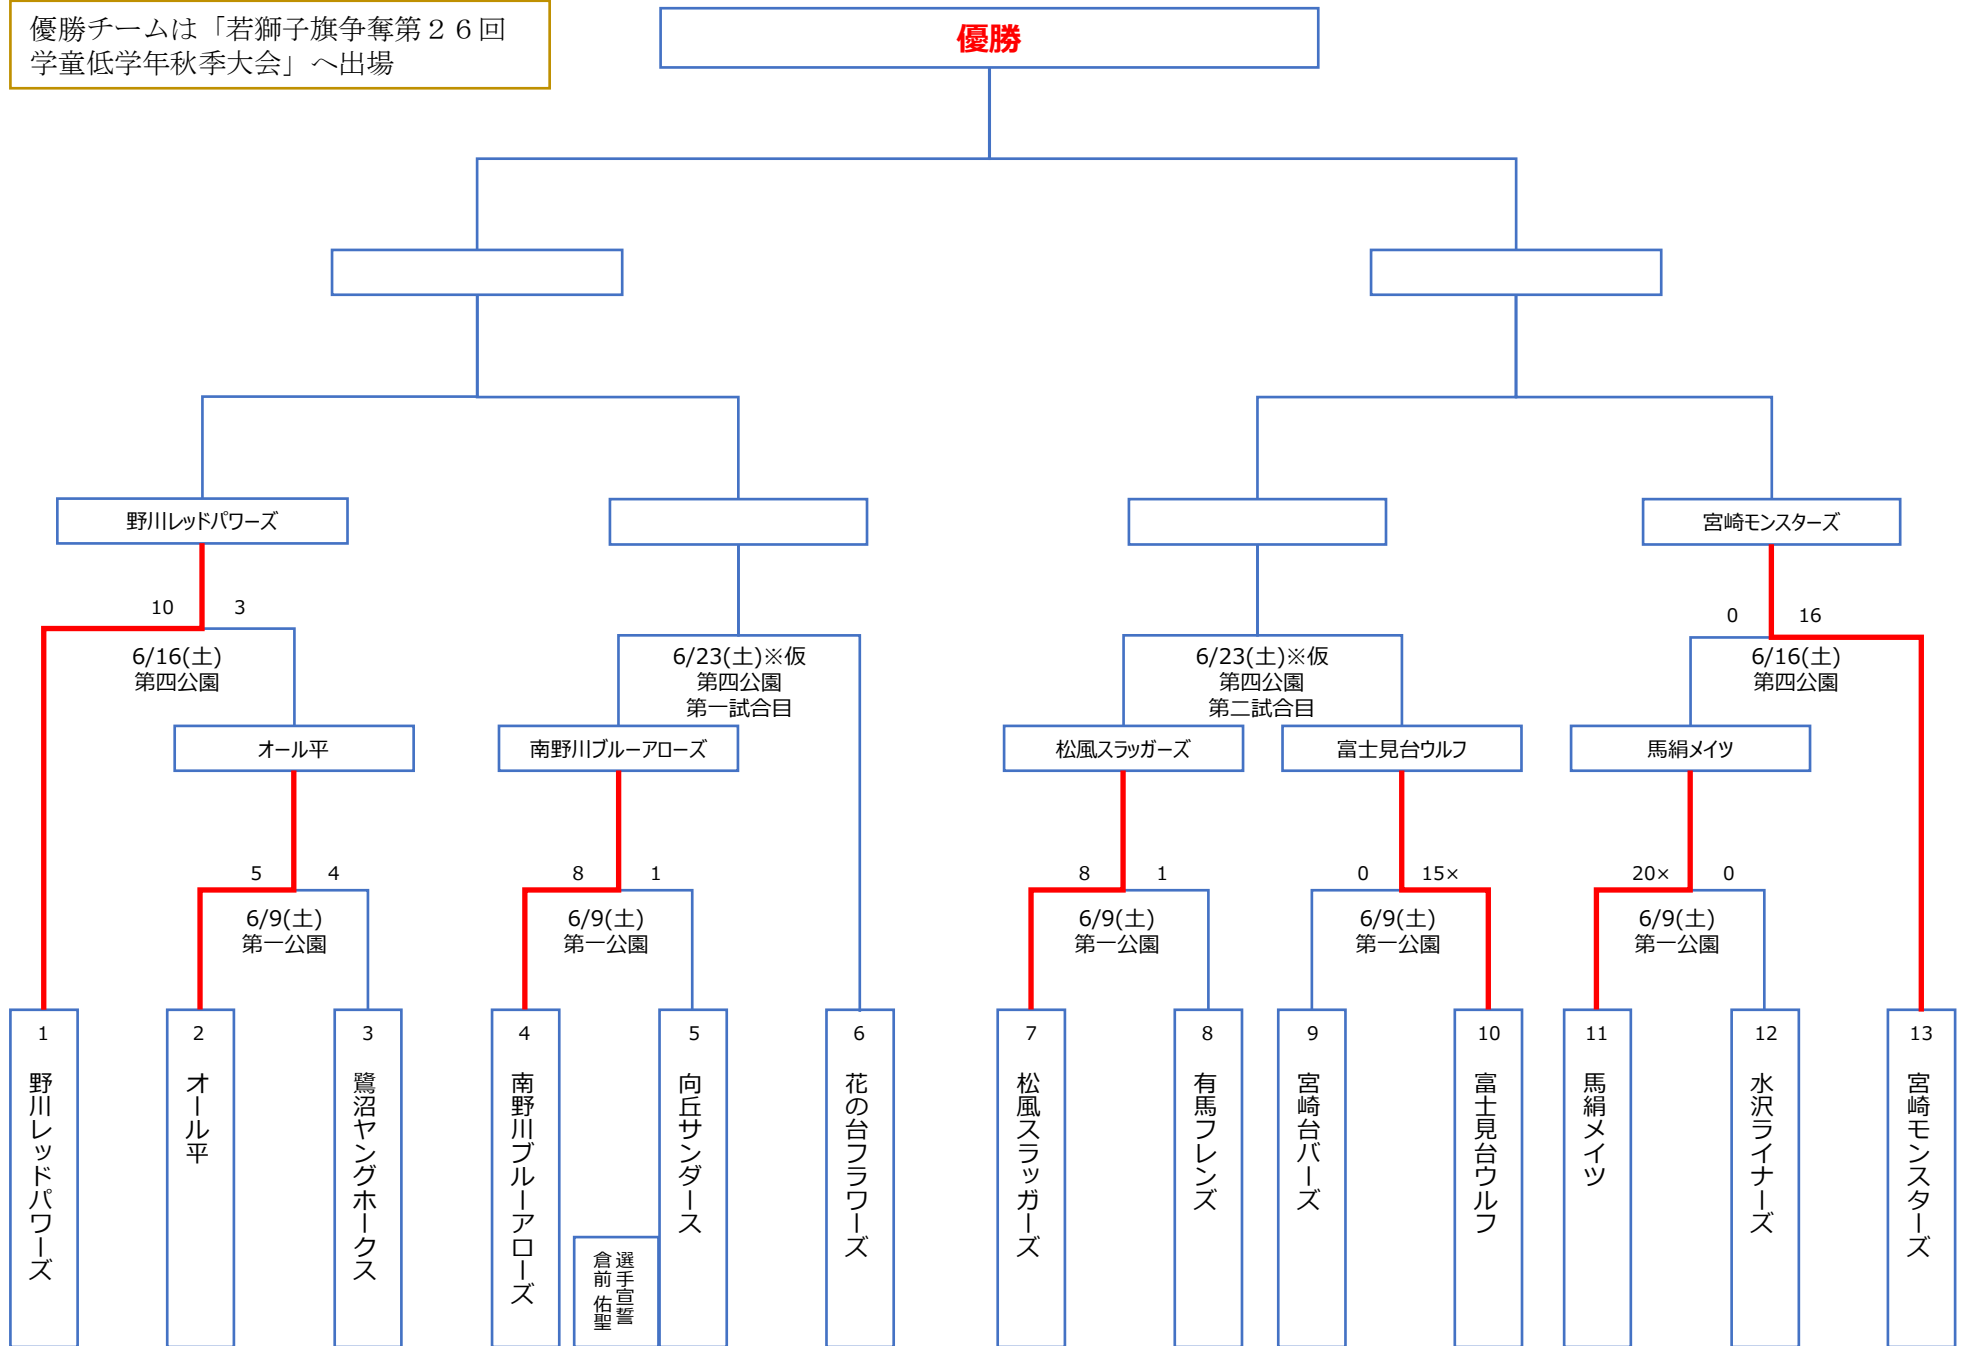 優勝チームは「若獅子旗争奪第２６回
学童低学年秋季大会」へ出場
優勝
野川レッドパワーズ
宮崎モンスターズ
10 3
0 16
6/16(土)
第四公園
6/23(土)※仮
第四公園
第一試合目
6/23(土)※仮
第四公園
第二試合目
6/16(土)
第四公園
オール平
南野川ブルーアローズ
松風スラッガーズ
富士見台ウルフ
馬絹メイツ
5 4
8 1
8 1
0 15×
20× 0
6/9(土)
第一公園
6/9(土)
第一公園
6/9(土)
第一公園
6/9(土)
第一公園
6/9(土)
第一公園
1
野川レッドパワーズ
2
オール平
3
鷺沼ヤングホークス
4
南野川ブルーアローズ
選手宣誓
倉前 佑聖
5
向丘サンダース
6
花の台フラワーズ
7
松風スラッガーズ
8
有馬フレンズ
9
宮崎台バーズ
10
富士見台ウルフ
11
馬絹メイツ
12
水沢ライナーズ
13
宮崎モンスターズ